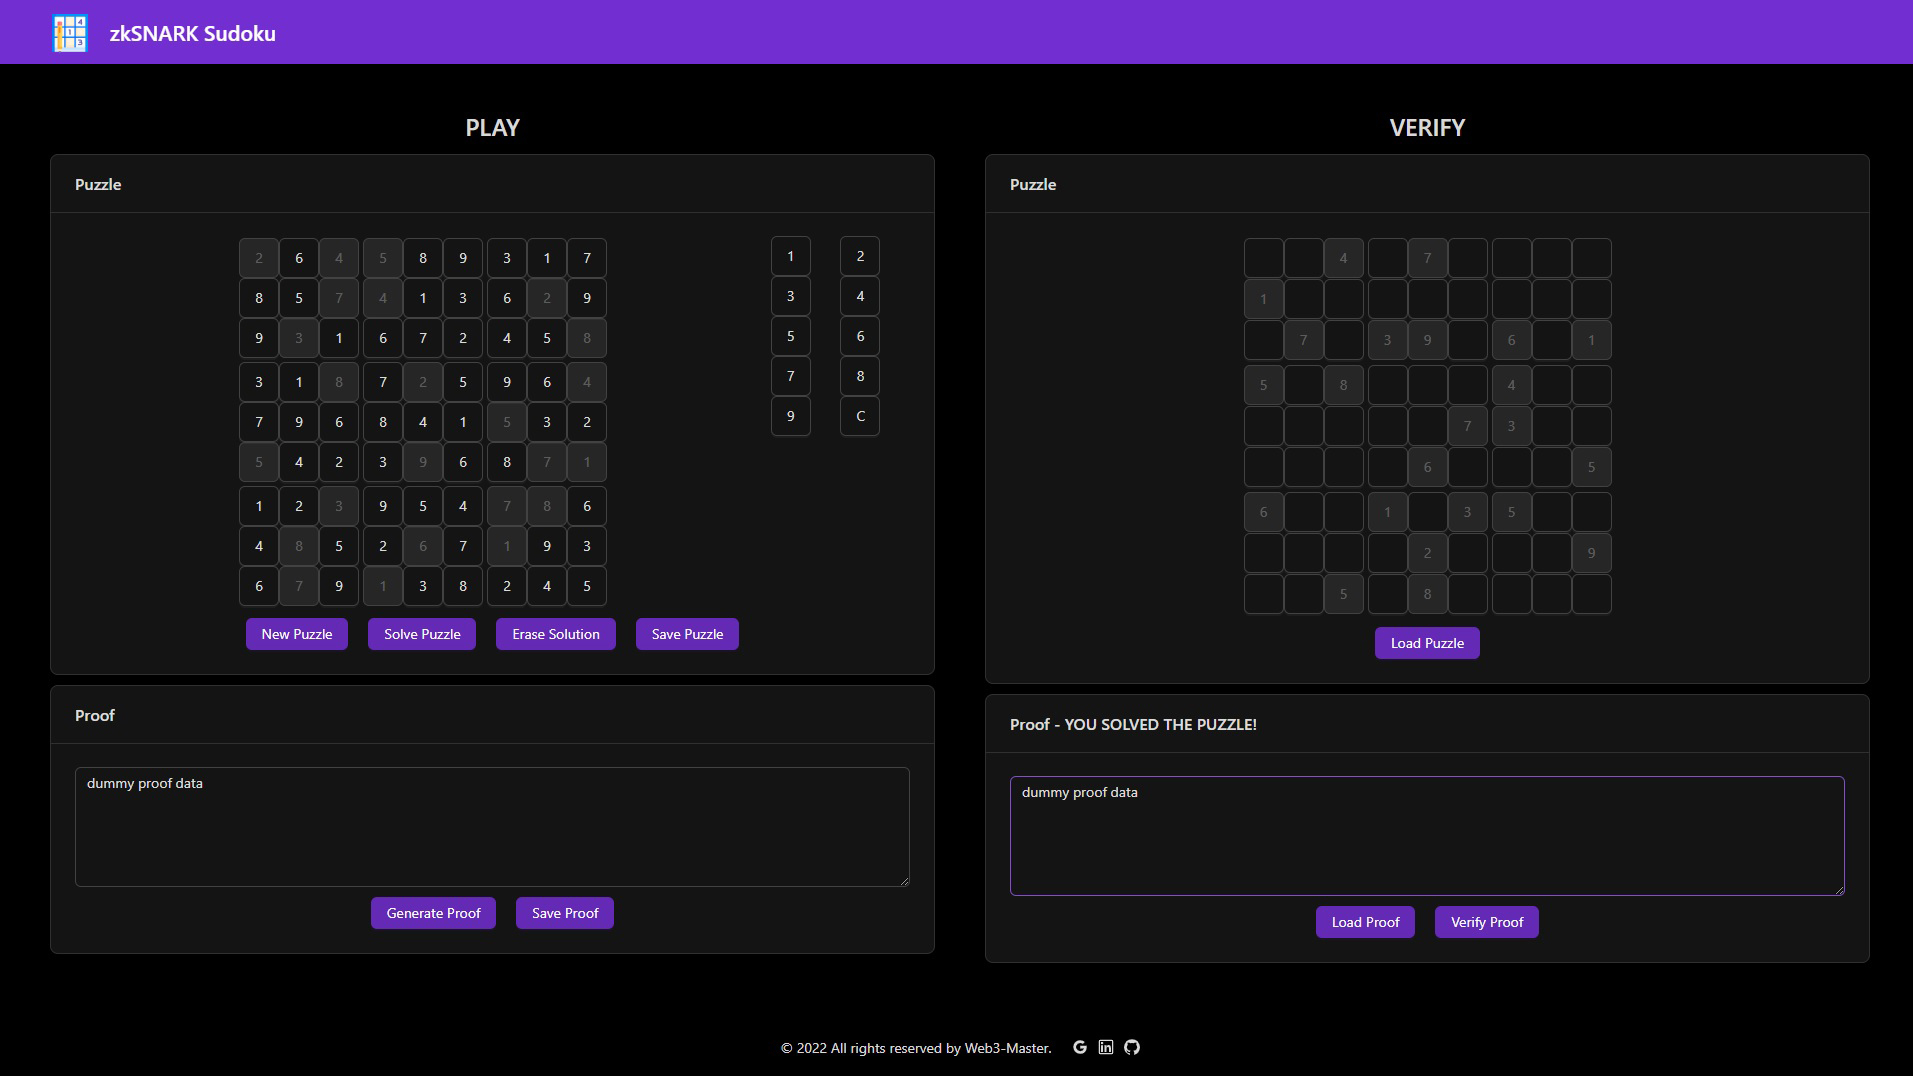 zkSNARK Sudoku
PLAY
Puzzle
2 6 4 5 8 9 3 1 7
8 5 7 4 1 3 6 2 9
9 3 1 6 7 2 4 5 8
3 1 8 7 2 5 9 6 4
7 9 6 8 4 1 5 3 2
5 4 2 3 9 6 8 7 1
1 2 3 9 5 4 7 8 6
4 8 5 2 6 7 1 9 3
6 7 9 1 3 8 2 4 5
1 2
3 4
5 6
7 8
9 C
New Puzzle Solve Puzzle Erase Solution Save Puzzle
Proof
dummy proof data
Generate Proof Save Proof
VERIFY
Puzzle
4 7
1
7 3 9 6 1
5 8 4
7 3
6 5
6 1 3 5
2 9
5 8
Load Puzzle
Proof - YOU SOLVED THE PUZZLE!
dummy proof data
Load Proof Verify Proof
© 2022 All rights reserved by Web3-Master.